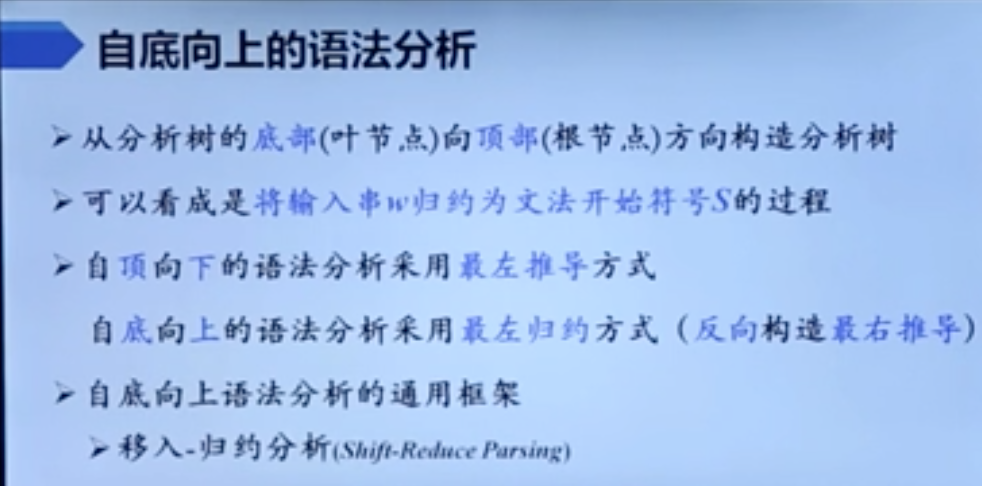 自底向上的语法分析
➢从分析树的底部(叶节点)向顶部(根节点)方向构造分析树
➢可以看成是将输入串w归约为文法开始符号S的过程
➢自顶向下的语法分析采用最左推导方式
自底向上的语法分析采用最左归约方式（反向构造最右推导）
➢自底向上语法分析的通用框架
➢移入-归约分析(Shift-Reduce Parsing)